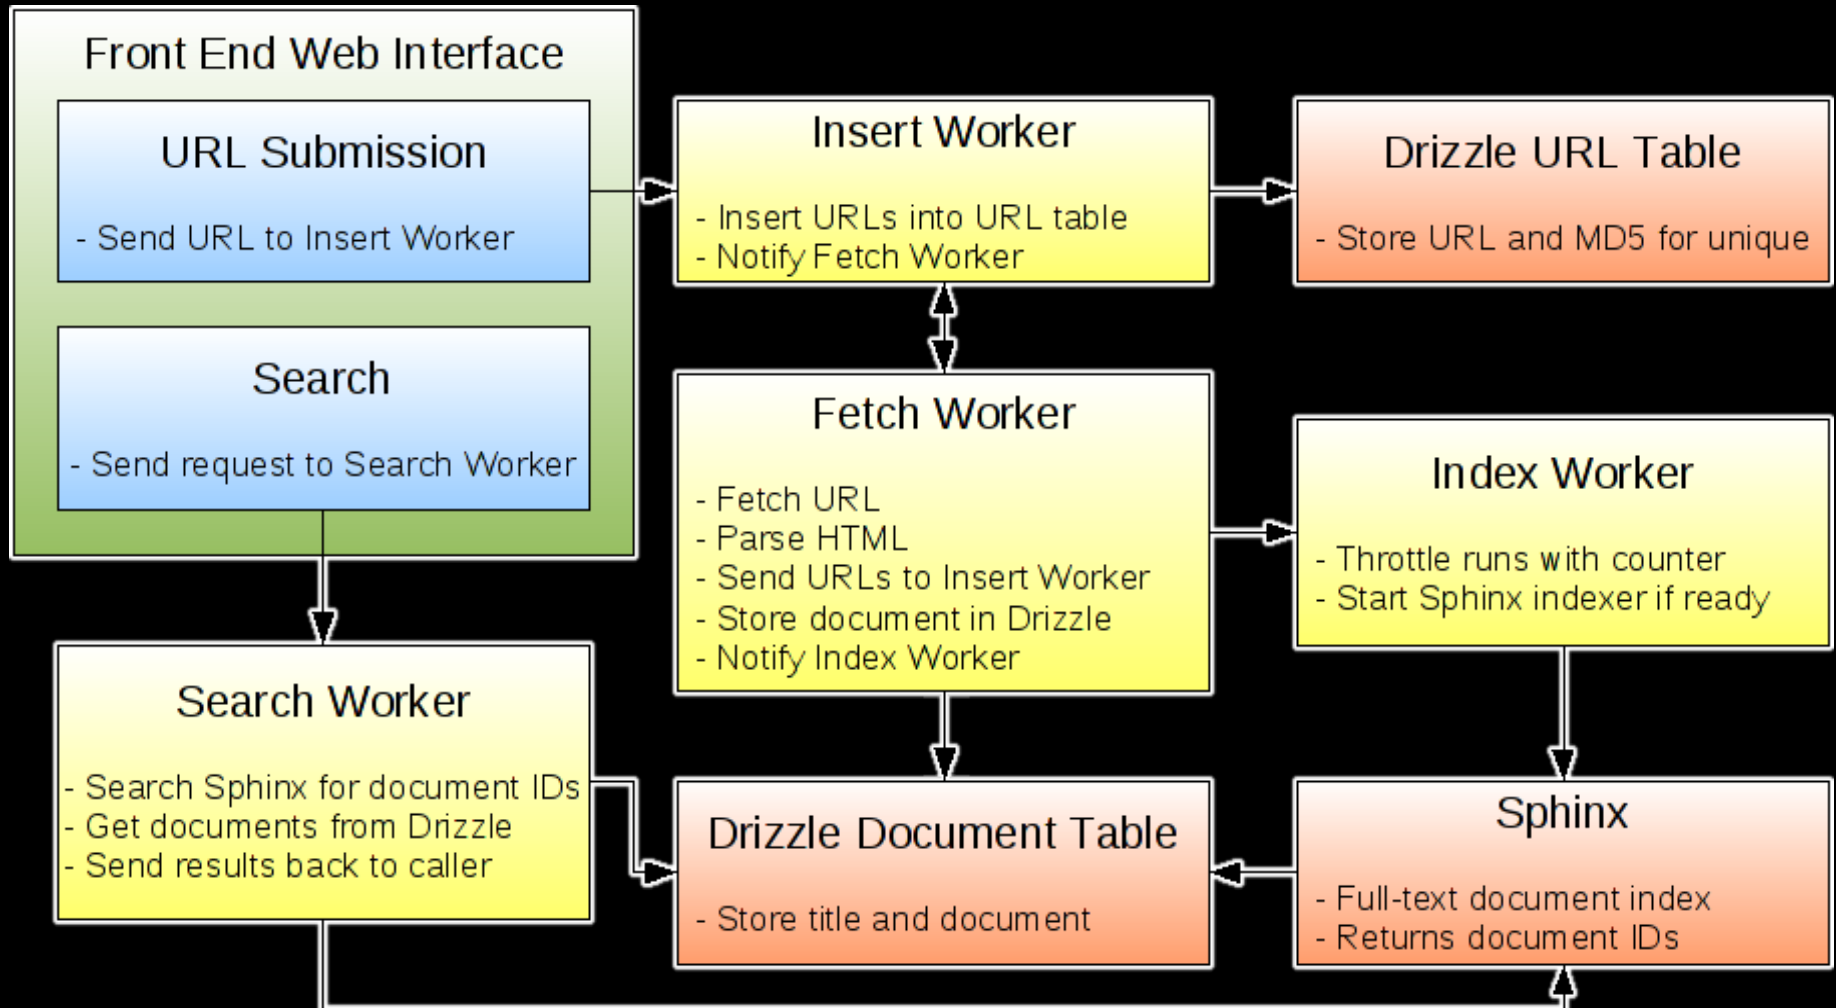 Front End Web Interface
URL Submission
- Send URL to Insert Worker
Search
- Send request to Search Worker
Insert Worker
- Insert URLs into URL table
- Notify Fetch Worker
Drizzle URL Table
- Store URL and MD5 for unique
Fetch Worker
- Fetch URL
- Parse HTML
- Send URLs to Insert Worker
- Store document in Drizzle
- Notify Index Worker
Index Worker
- Throttle runs with counter
- Start Sphinx indexer if ready
Search Worker
- Search Sphinx for document IDs
- Get documents from Drizzle
- Send results back to caller
Drizzle Document Table
- Store title and document
Sphinx
- Full-text document index
- Returns document IDs